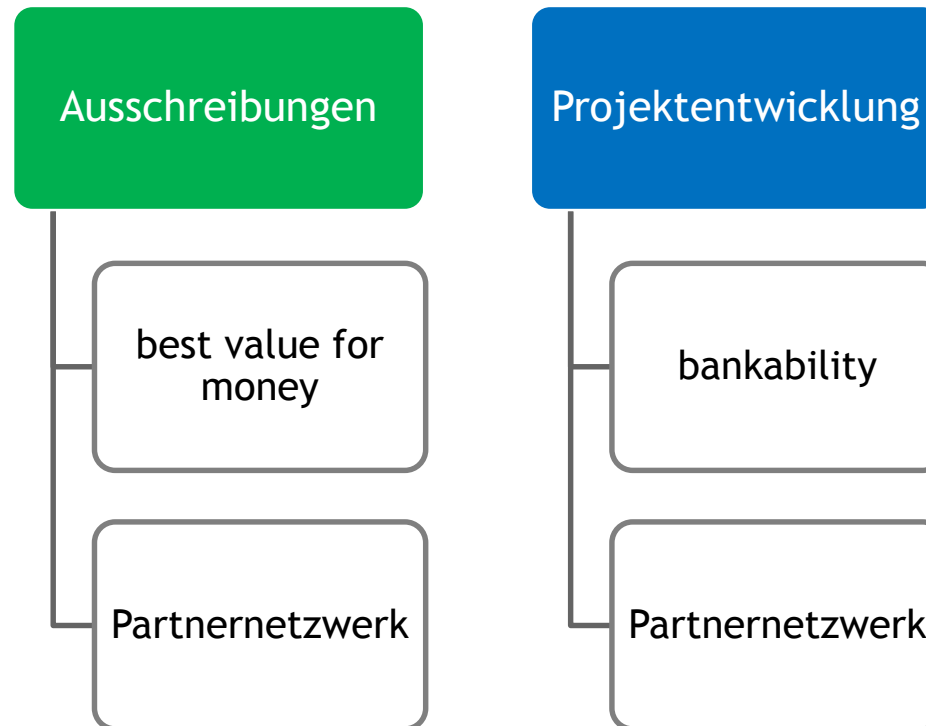 Ausschreibungen
best value for
money
Partnernetzwerk
Projektentwicklung
bankability
Partnernetzwerk